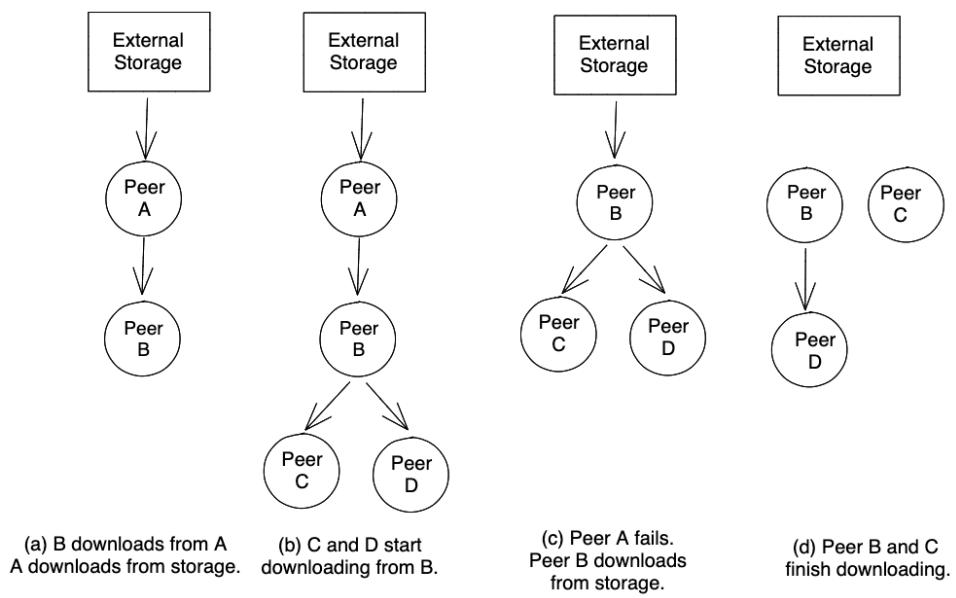 External
Storage
Peer
A
Peer
B
(a) B downloads from A
A downloads from storage.
External
Storage
Peer
A
Peer
B
Peer
C
Peer
D
(b) C and D start
downloading from B.
External
Storage
Peer
B
Peer
C
Peer
D
(c) Peer A fails.
Peer B downloads
from storage.
External
Storage
Peer
B
Peer
C
Peer
D
(d) Peer B and C
finish downloading.